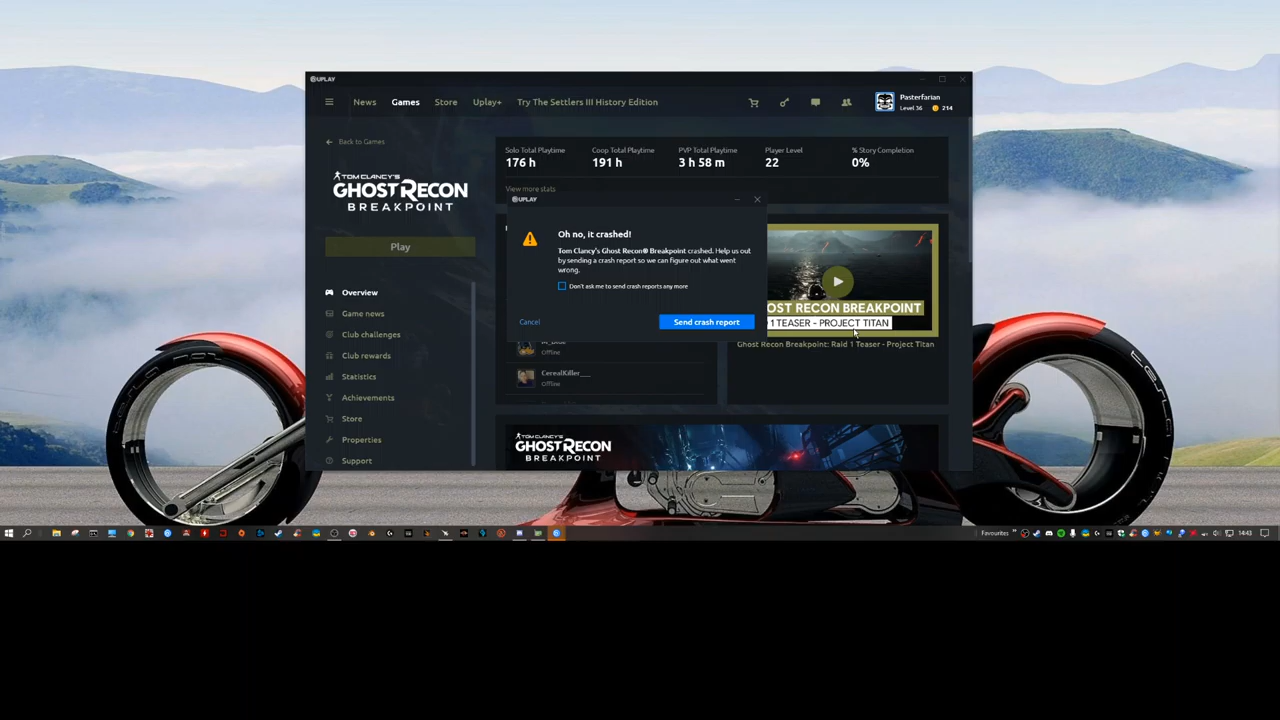 UPLAY
News
Games
Store
Uplay+
Try The Settlers III History Edition
Pasterfarian
Level 36
214
Back to Games
TOM CLANCY'S
GHOST RECON
BREAKPOINT
Play
Overview
Game news
Club challenges
Club rewards
Statistics
Achievements
Store
Properties
Support
Solo Total Playtime
176 h
Coop Total Playtime
191 h
PVP Total Playtime
3 h 58 m
Player Level
22
% Story Completion
0%
View more stats
UPLAY
Oh no, it crashed!
Tom Clancy's Ghost Recon® Breakpoint crashed. Help us out
by sending a crash report so we can figure out what went
wrong.
Don't ask me to send crash reports any more
Cancel
Send crash report
OST RECON BREAKPOINT
1 TEASER - PROJECT TITAN
Ghost Recon Breakpoint: Raid 1 Teaser - Project Titan
Offline
CerealKiller___
Offline
TOM CLANCY'S
GHOST RECON
BREAKPOINT
Favourites
14:43